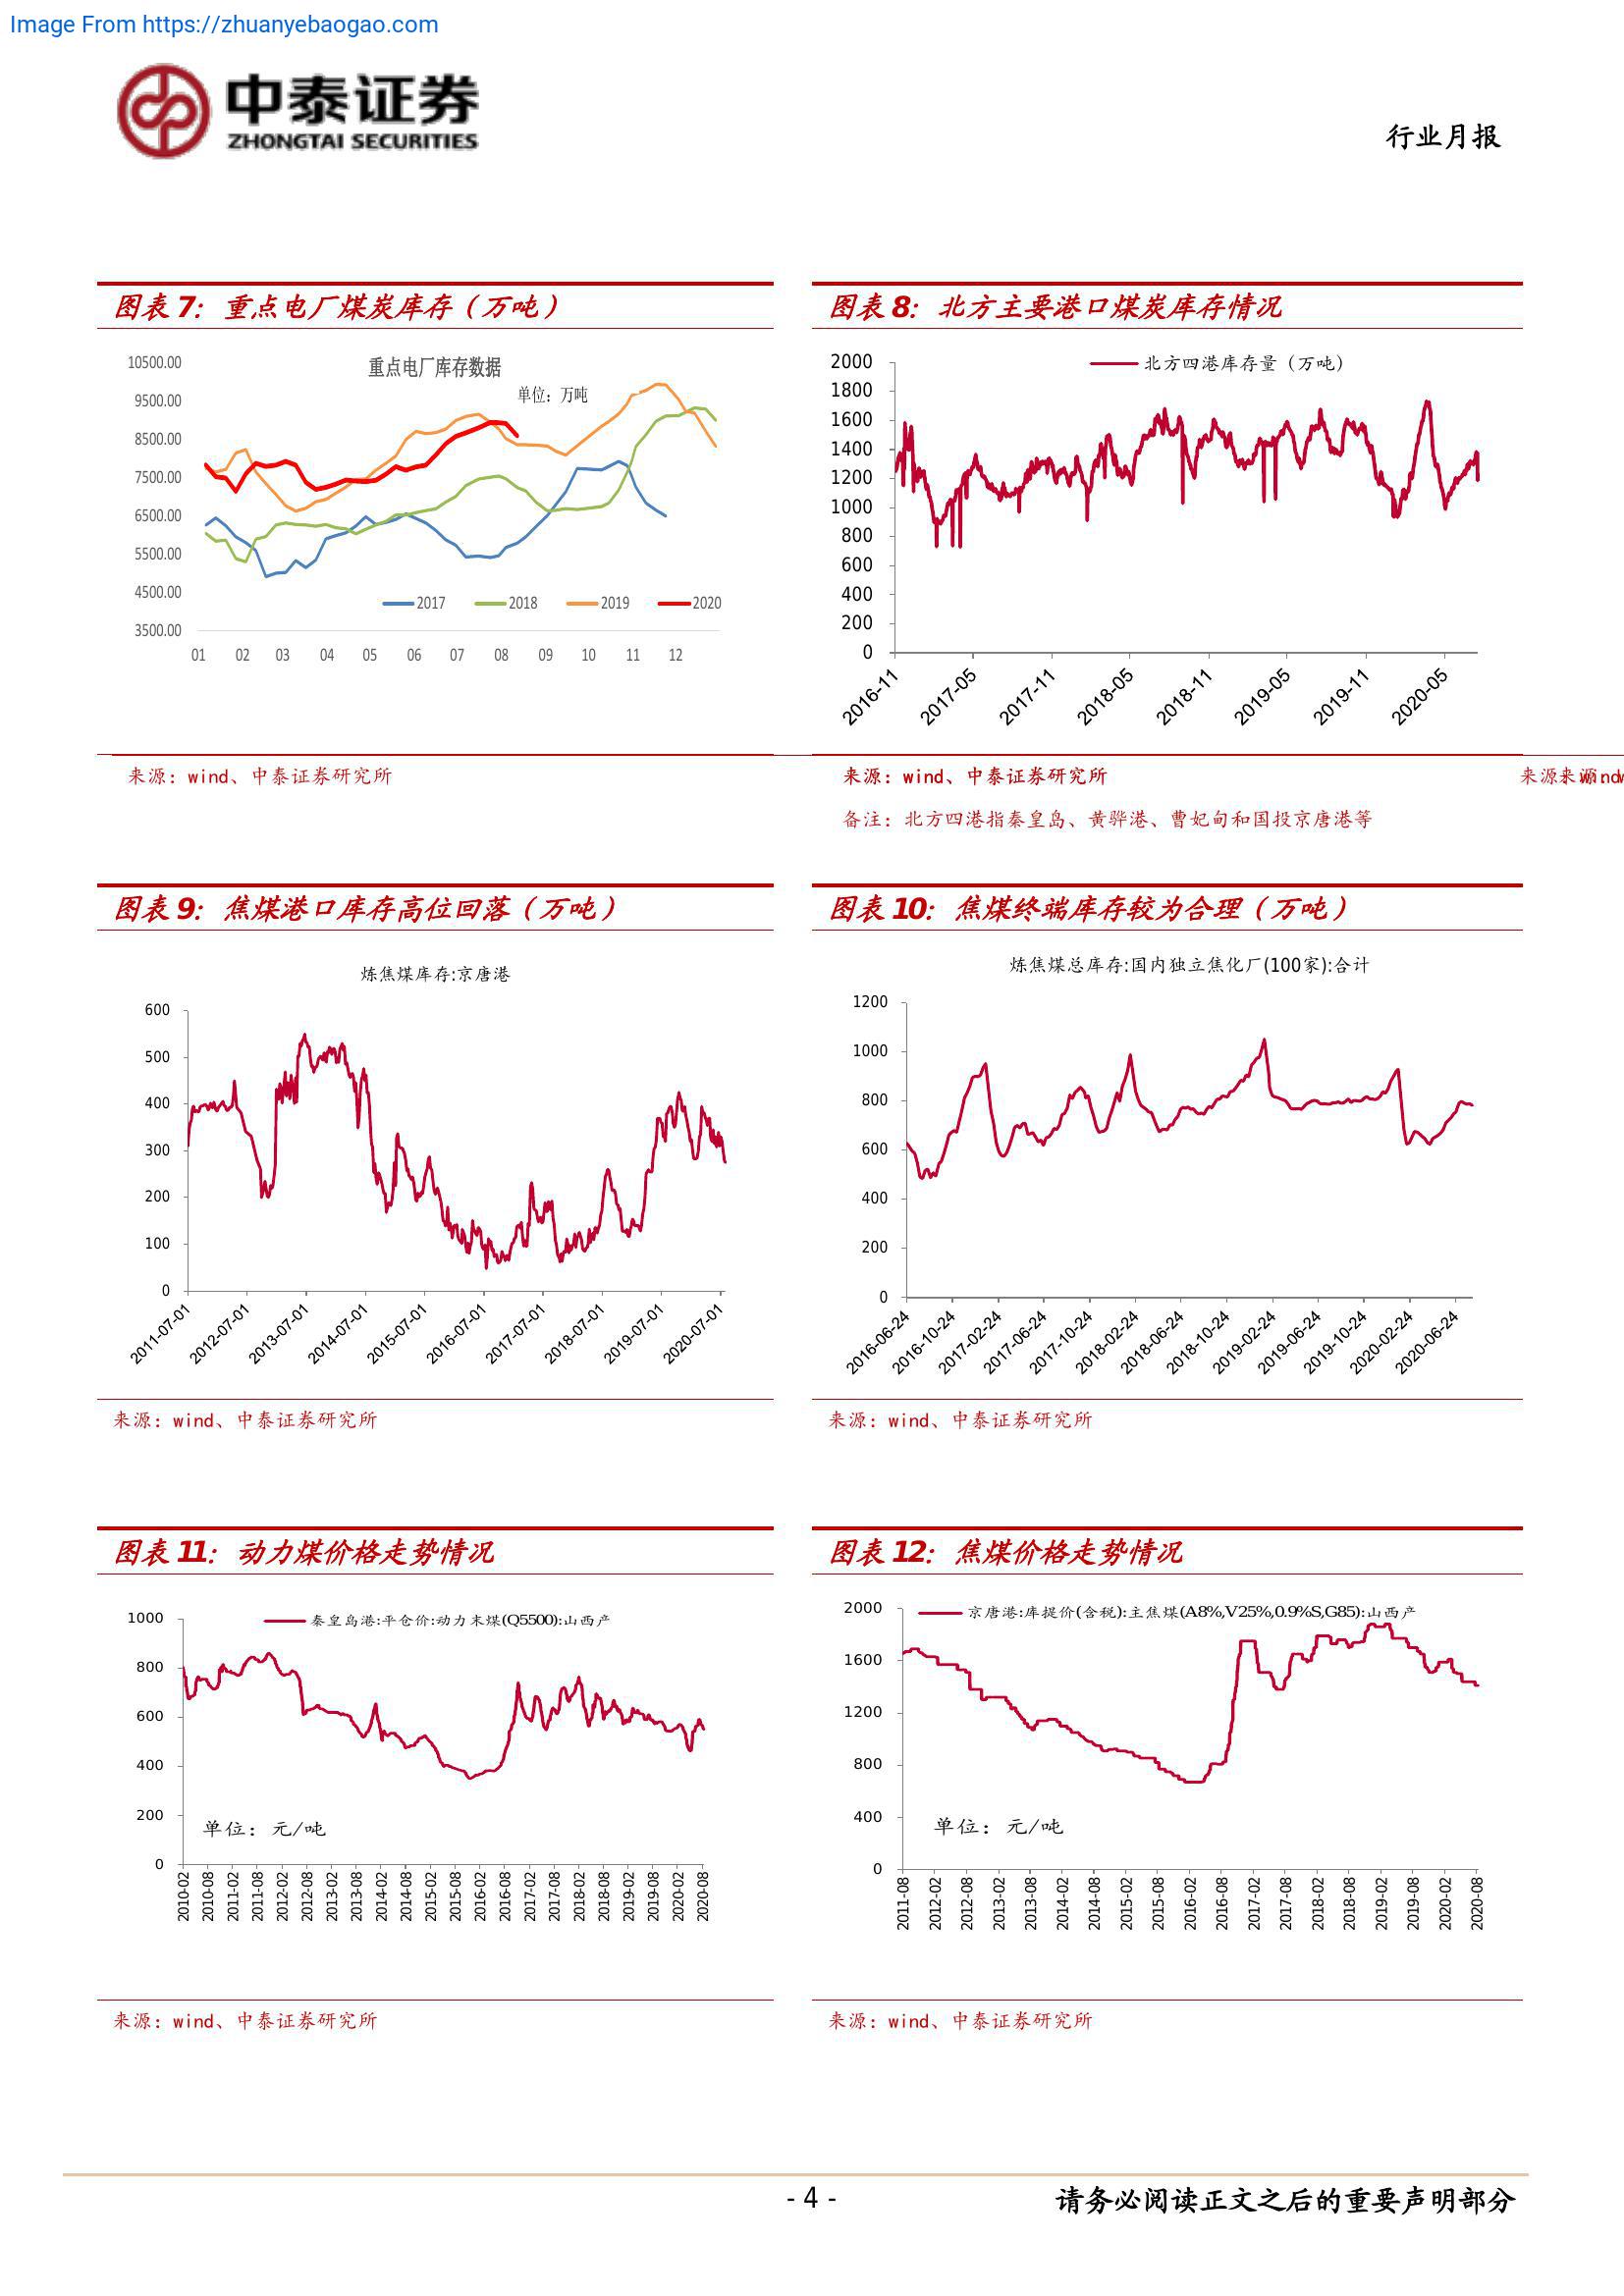 Image From https://zhuanyebaogao.com
中泰证券
ZHONGTAI SECURITIES
行业月报
图表 7：重点电厂煤炭库存（万吨）
重点电厂库存数据
单位：万吨
10500.00
9500.00
8500.00
7500.00
6500.00
5500.00
4500.00
3500.00
2017 2018 2019 2020
01 02 03 04 05 06 07 08 09 10 11 12
来源：wind、中泰证券研究所
图表 8：北方主要港口煤炭库存情况
北方四港库存量（万吨）
2000
1800
1600
1400
1200
1000
800
600
400
200
0
2016-11 2017-05 2017-11 2018-05 2018-11 2019-05 2019-11 2020-05
来源：wind、中泰证券研究所
备注：北方四港指秦皇岛、黄骅港、曹妃甸和国投京唐港等
图表 9：焦煤港口库存高位回落（万吨）
炼焦煤库存:京唐港
600
500
400
300
200
100
0
2011-07-01 2012-07-01 2013-07-01 2014-07-01 2015-07-01 2016-07-01 2017-07-01 2018-07-01 2019-07-01 2020-07-01
来源：wind、中泰证券研究所
图表 10：焦煤终端库存较为合理（万吨）
炼焦煤总库存:国内独立焦化厂(100家):合计
1200
1000
800
600
400
200
0
2016-06-24 2016-10-24 2017-02-24 2017-06-24 2017-10-24 2018-02-24 2018-06-24 2018-10-24 2019-02-24 2019-06-24 2019-10-24 2020-02-24 2020-06-24
来源：wind、中泰证券研究所
图表 11：动力煤价格走势情况
秦皇岛港:平仓价:动力末煤(Q5500):山西产
1000
800
600
400
200
0
单位：元/吨
2010-02 2010-08 2011-02 2011-08 2012-02 2012-08 2013-02 2013-08 2014-02 2014-08 2015-02 2015-08 2016-02 2016-08 2017-02 2017-08 2018-02 2018-08 2019-02 2019-08 2020-02 2020-08
来源：wind、中泰证券研究所
图表 12：焦煤价格走势情况
京唐港:库提价(含税):主焦煤(A8%,V25%,0.9%S,G85):山西产
2000
1600
1200
800
400
0
单位：元/吨
2011-08 2012-02 2012-08 2013-02 2013-08 2014-02 2014-08 2015-02 2015-08 2016-02 2016-08 2017-02 2017-08 2018-02 2018-08 2019-02 2019-08 2020-02 2020-08
来源：wind、中泰证券研究所
- 4 -
请务必阅读正文之后的重要声明部分